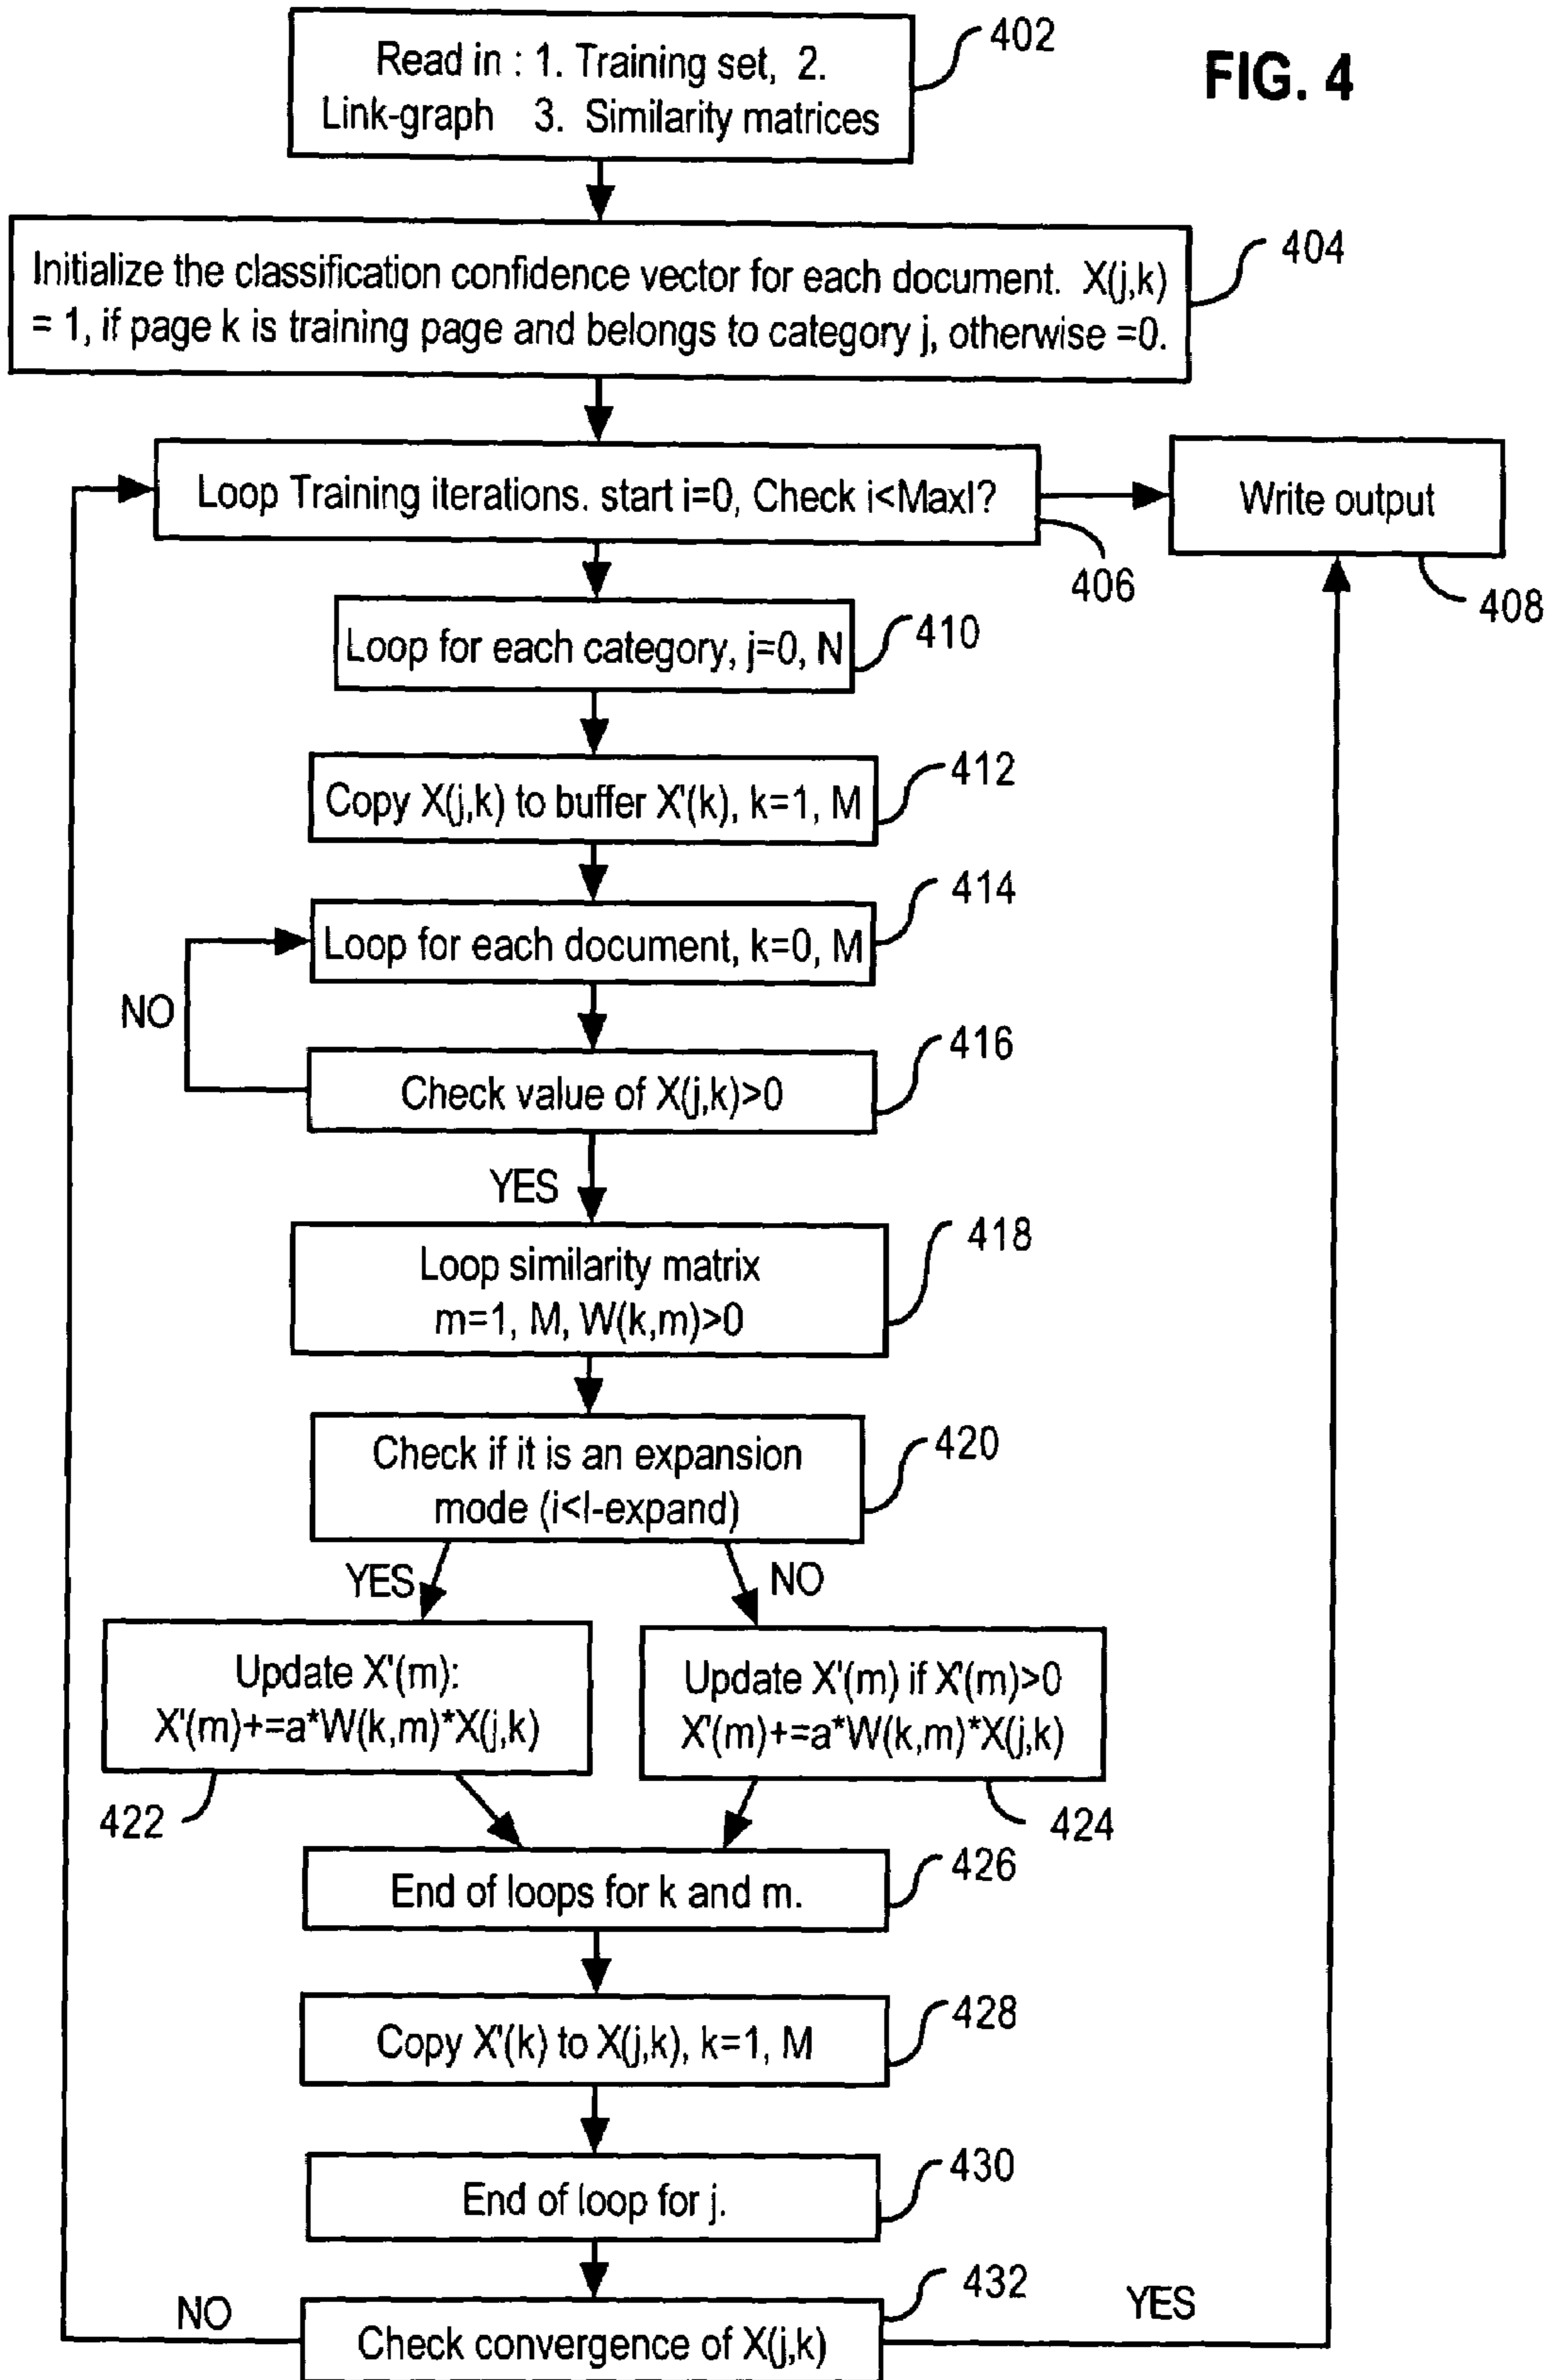 FIG. 4
Read in : 1. Training set, 2.
Link-graph 3. Similarity matrices
402
Initialize the classification confidence vector for each document. X(j,k)
= 1, if page k is training page and belongs to category j, otherwise =0.
404
Loop Training iterations. start i=0, Check i<MaxI?
406
Write output
408
Loop for each category, j=0, N
410
Copy X(j,k) to buffer X'(k), k=1, M
412
Loop for each document, k=0, M
414
NO
Check value of X(j,k)>0
416
YES
Loop similarity matrix
m=1, M, W(k,m)>0
418
Check if it is an expansion
mode (i<I-expand)
420
YES
NO
Update X'(m):
X'(m)+=a*W(k,m)*X(j,k)
422
Update X'(m) if X'(m)>0
X'(m)+=a*W(k,m)*X(j,k)
424
End of loops for k and m.
426
Copy X'(k) to X(j,k), k=1, M
428
End of loop for j.
430
NO
Check convergence of X(j,k)
432
YES